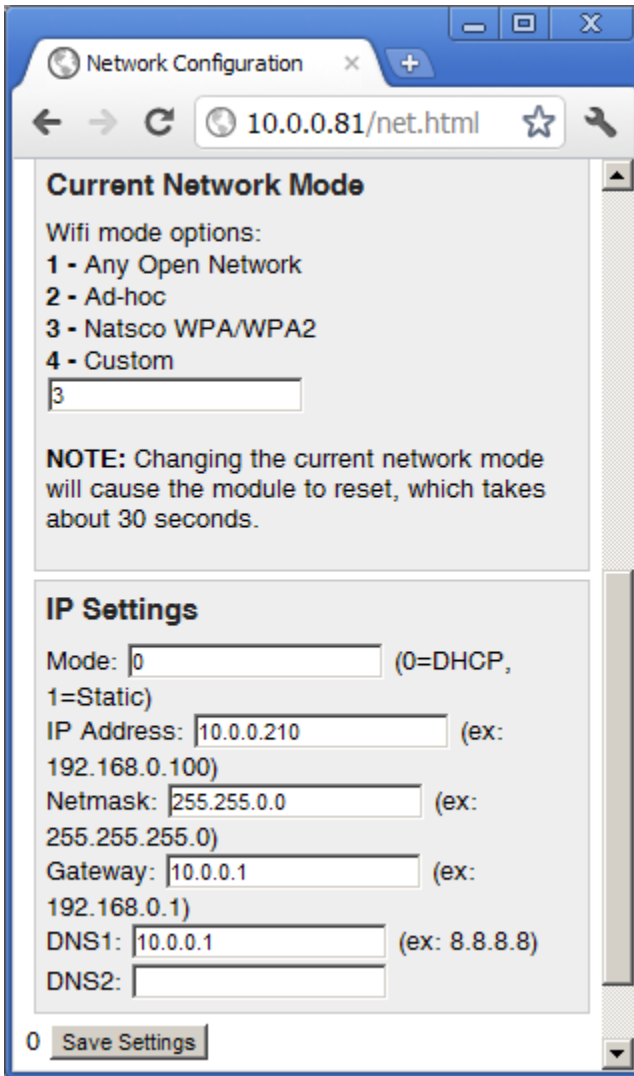 Network Configuration
10.0.0.81/net.html
Current Network Mode
Wifi mode options:
1 - Any Open Network
2 - Ad-hoc
3 - Natsco WPA/WPA2
4 - Custom
3
NOTE: Changing the current network mode
will cause the module to reset, which takes
about 30 seconds.
IP Settings
Mode: 0 (0=DHCP,
1=Static)
IP Address: 10.0.0.210 (ex:
192.168.0.100)
Netmask: 255.255.0.0 (ex:
255.255.255.0)
Gateway: 10.0.0.1 (ex:
192.168.0.1)
DNS1: 10.0.0.1 (ex: 8.8.8.8)
DNS2:
0 Save Settings